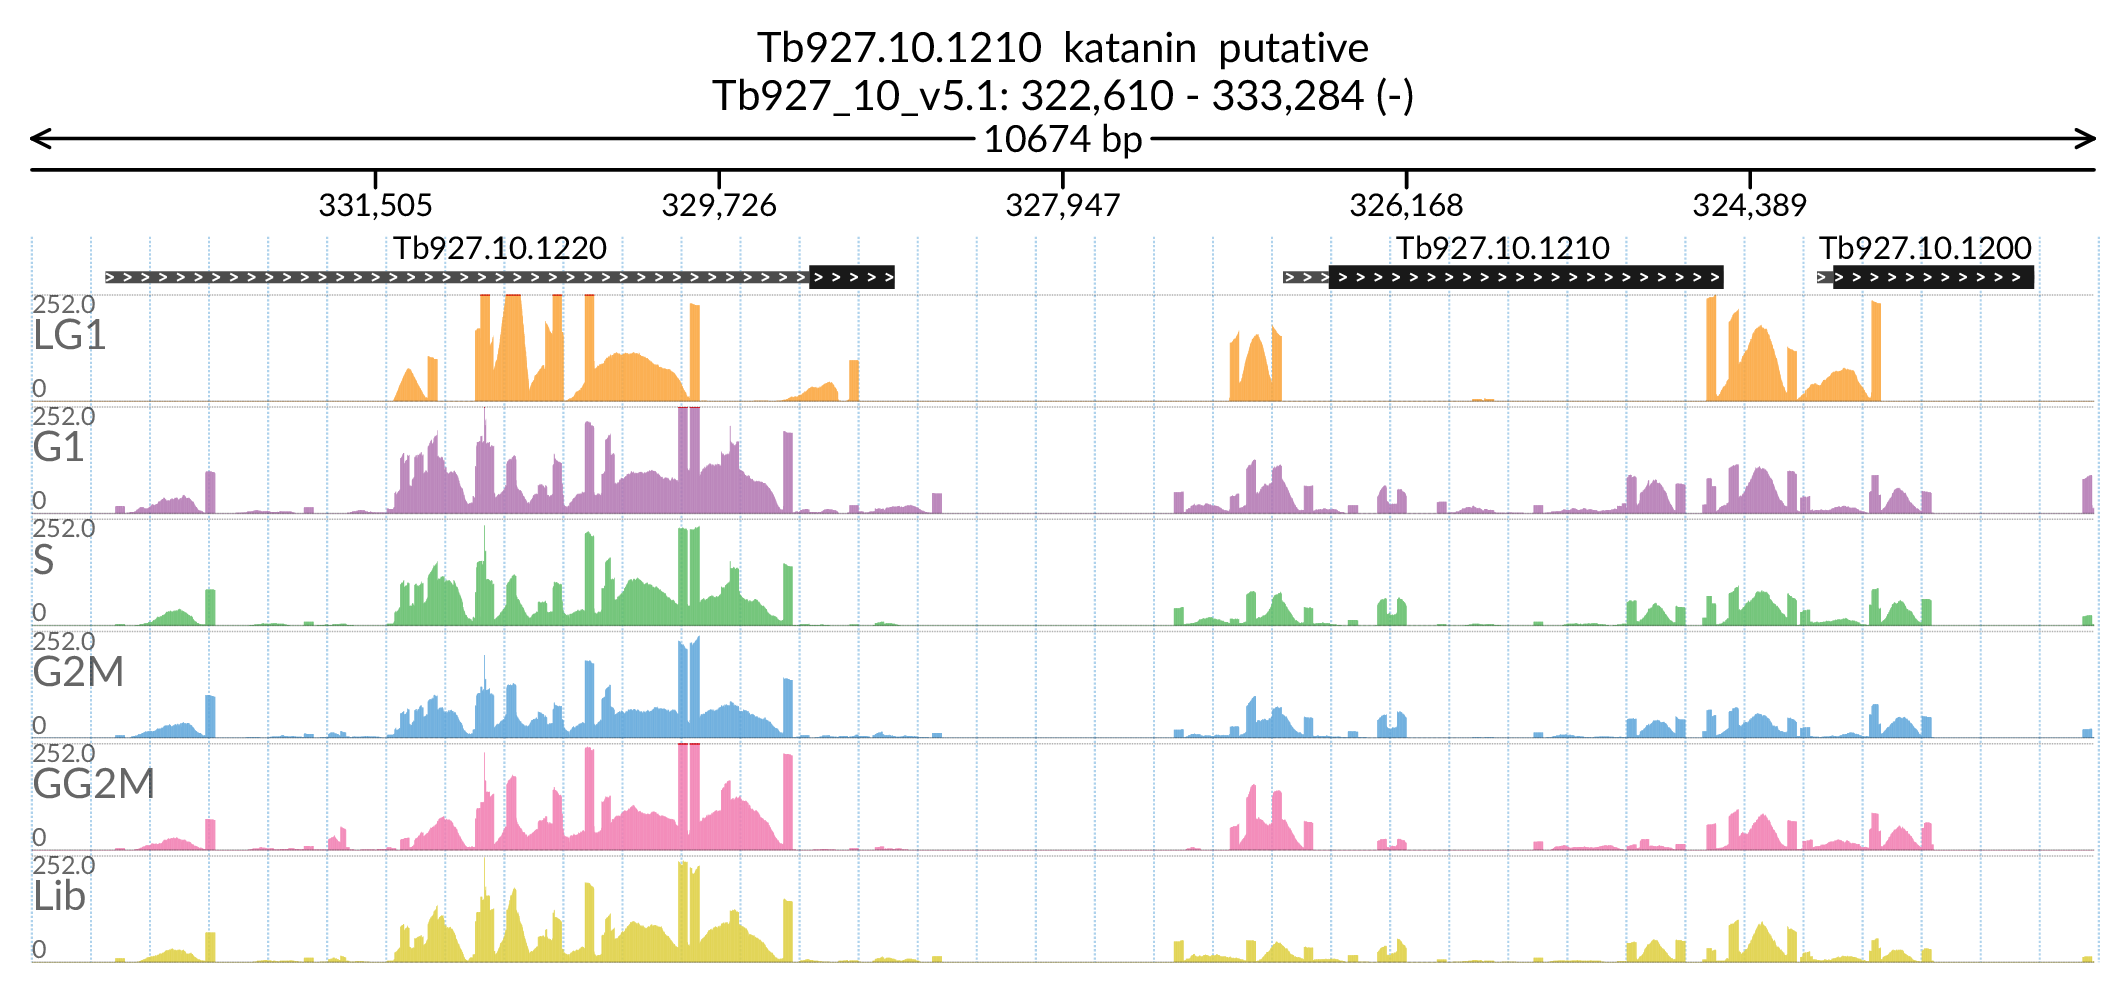 Tb927.10.1210 katanin putative
Tb927_10_v5.1: 322,610 - 333,284 (-)
10674 bp
331,505 329,726 327,947 326,168 324,389
Tb927.10.1220 Tb927.10.1210 Tb927.10.1200
252.0
LG1
0
252.0
G1
0
252.0
S
0
252.0
G2M
0
252.0
GG2M
0
252.0
Lib
0